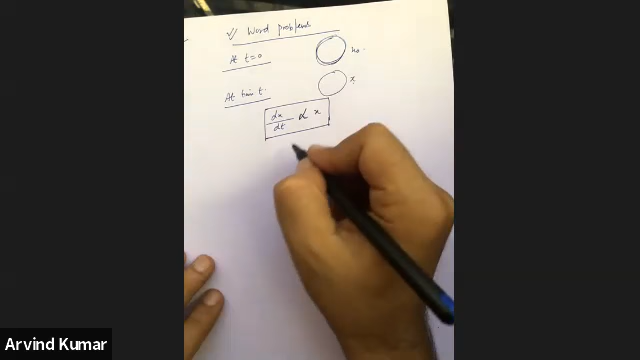 ✓ Word problems
At t=0
x₀.
At time t.
x.
dx/dt ∝ x
Arvind Kumar